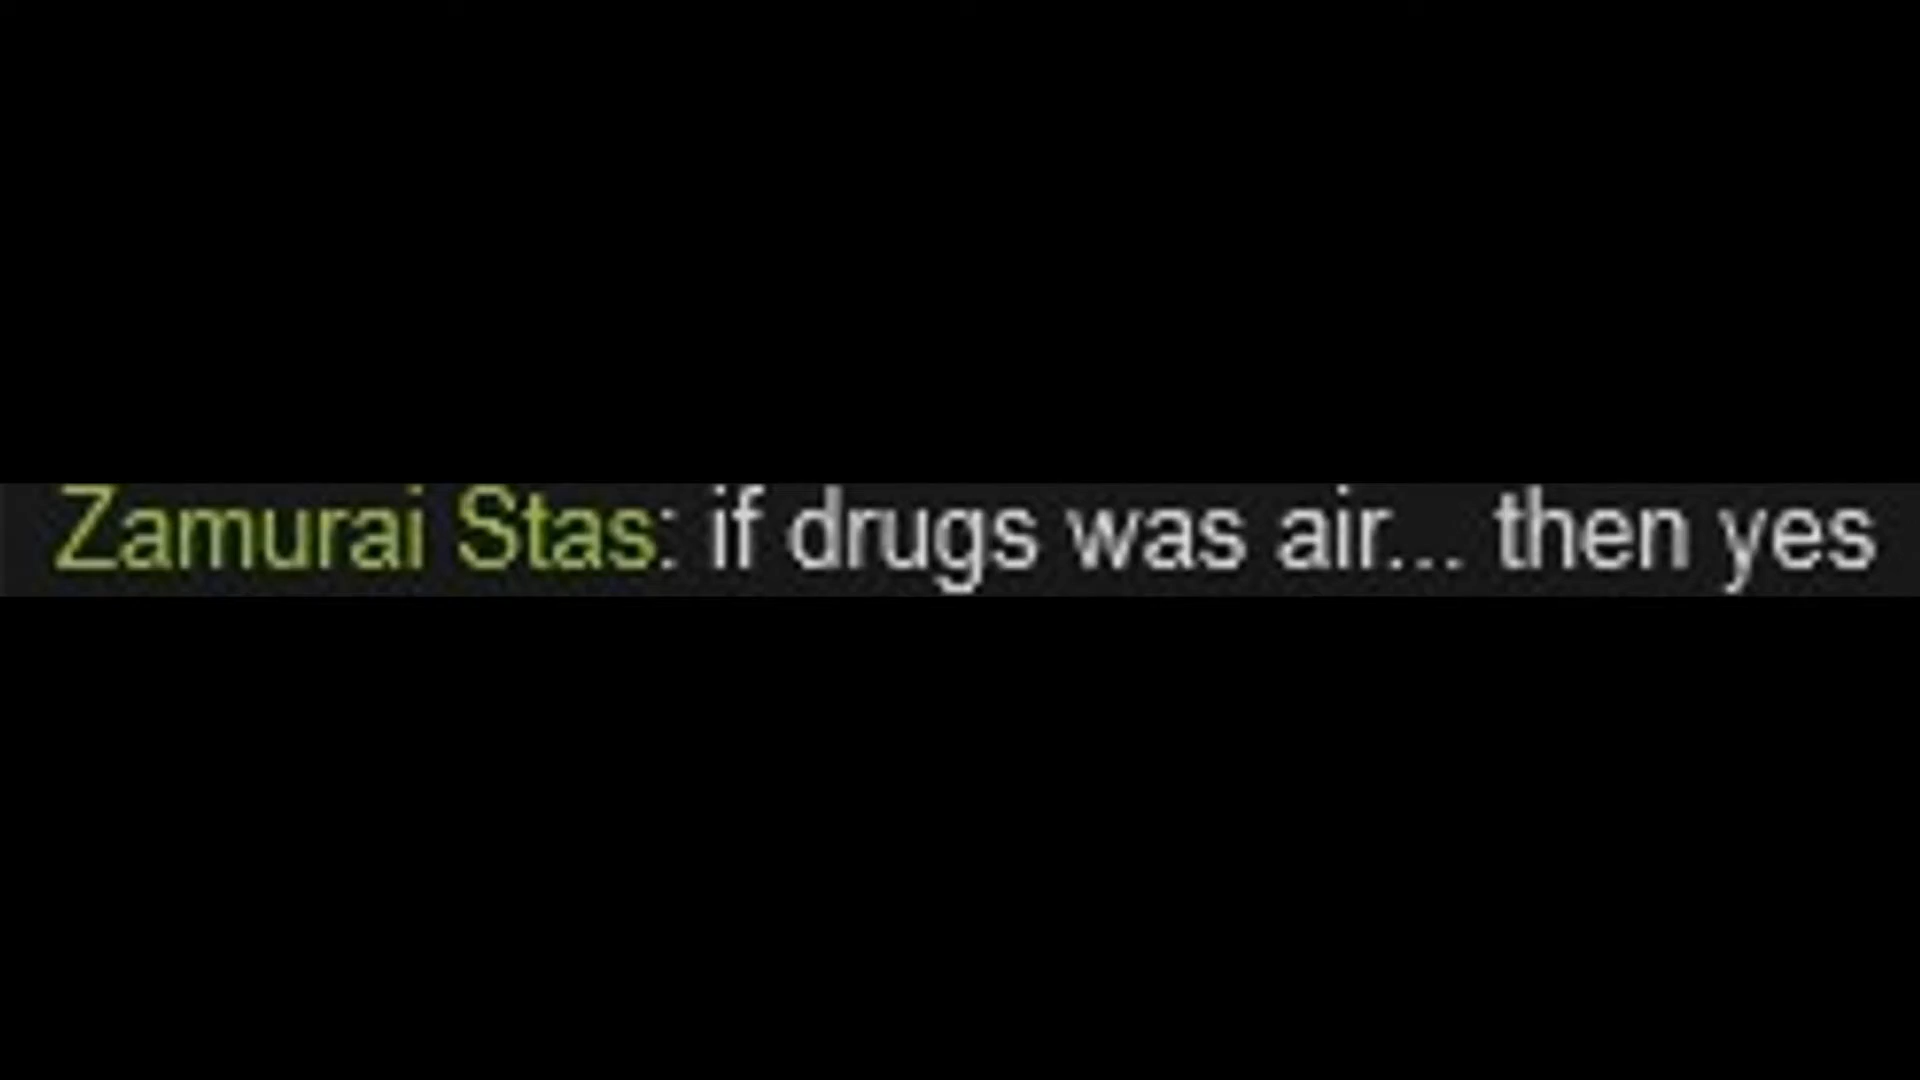 Zamurai Stas: if drugs was air... then yes